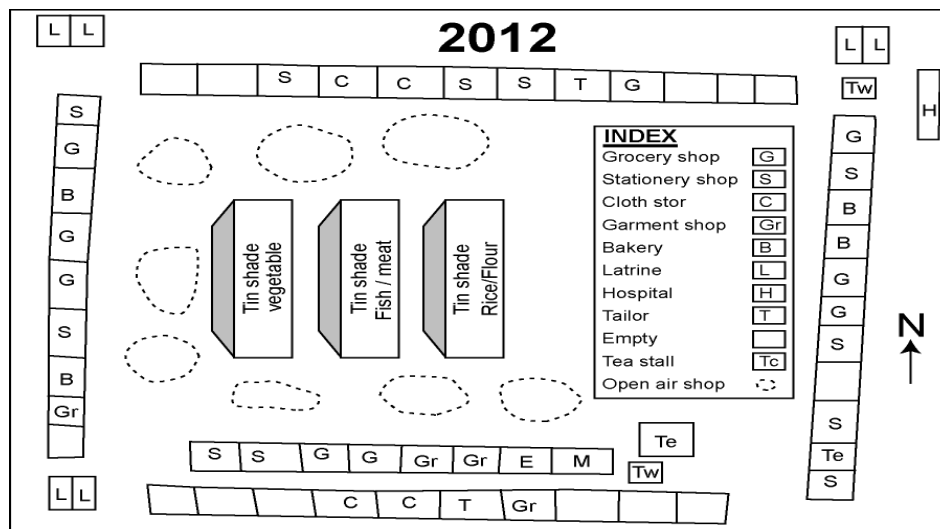 L L
2012
L L
S C C S S T G
Tw
H
S
G
B
G
G
S
B
Gr
Tin shade
vegetable
Tin shade
Fish / meat
Tin shade
Rice/Flour
INDEX
Grocery shop G
Stationery shop S
Cloth stor C
Garment shop Gr
Bakery B
Latrine L
Hospital H
Tailor T
Empty
Tea stall Tc
Open air shop
G
S
B
B
G
G
S
S
Te
S
N
Te
S S G G Gr Gr E M
Tw
L L
C C T Gr